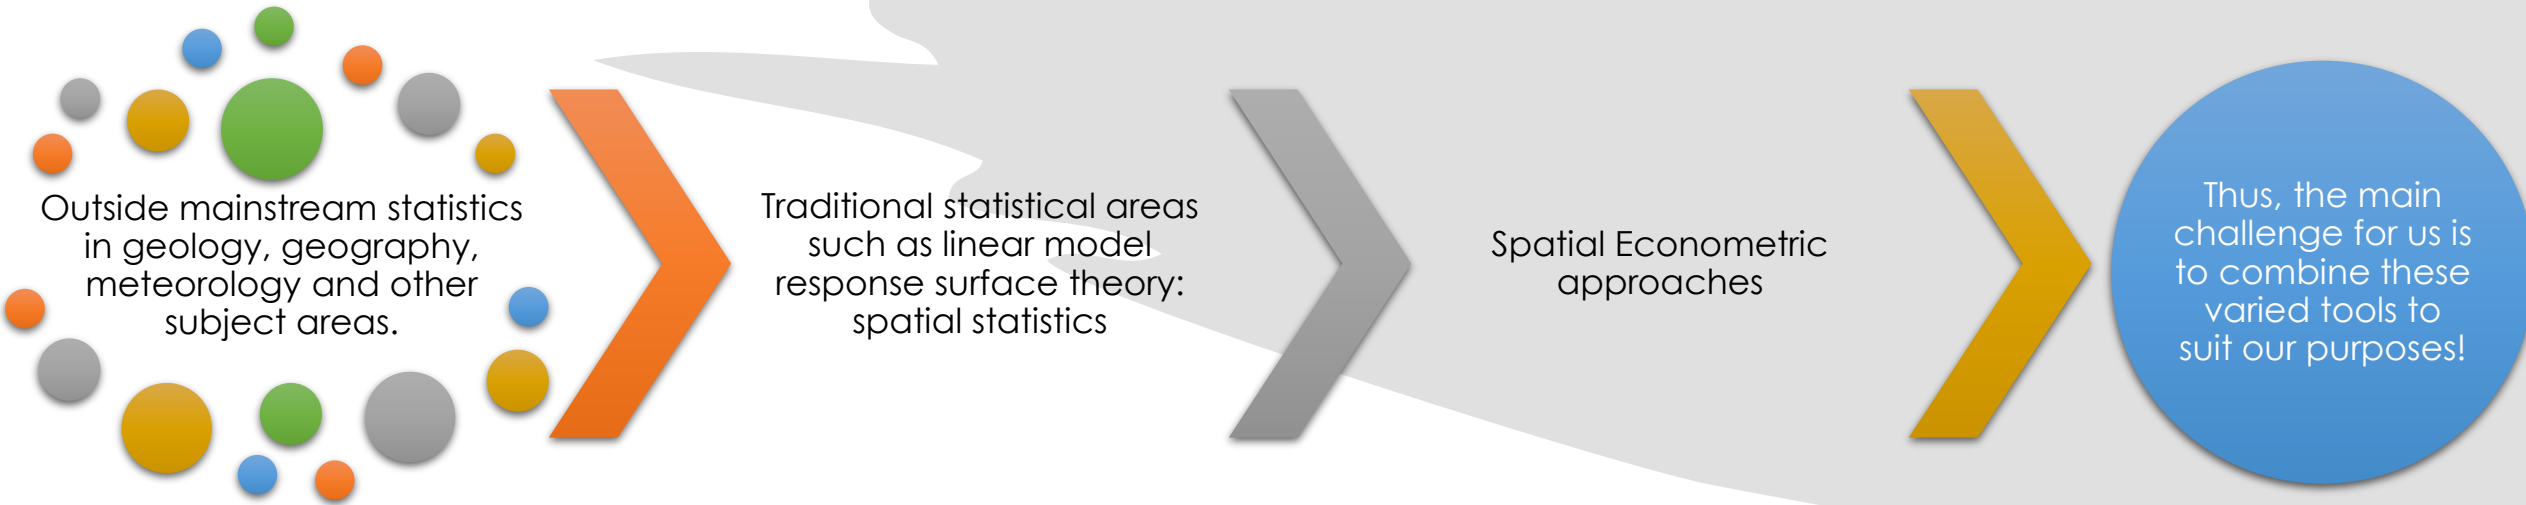 Outside mainstream statistics
in geology, geography,
meteorology and other
subject areas.
Traditional statistical areas
such as linear model
response surface theory:
spatial statistics
Spatial Econometric
approaches
Thus, the main
challenge for us is
to combine these
varied tools to
suit our purposes!